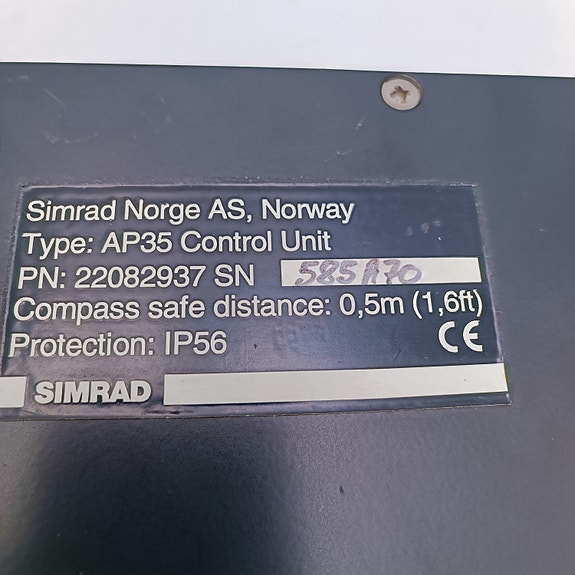 Simrad Norge AS, Norway
Type: AP35 Control Unit
PN: 22082937 SN 585A70
Compass safe distance: 0,5m (1,6ft)
Protection: IP56 CE
SIMRAD